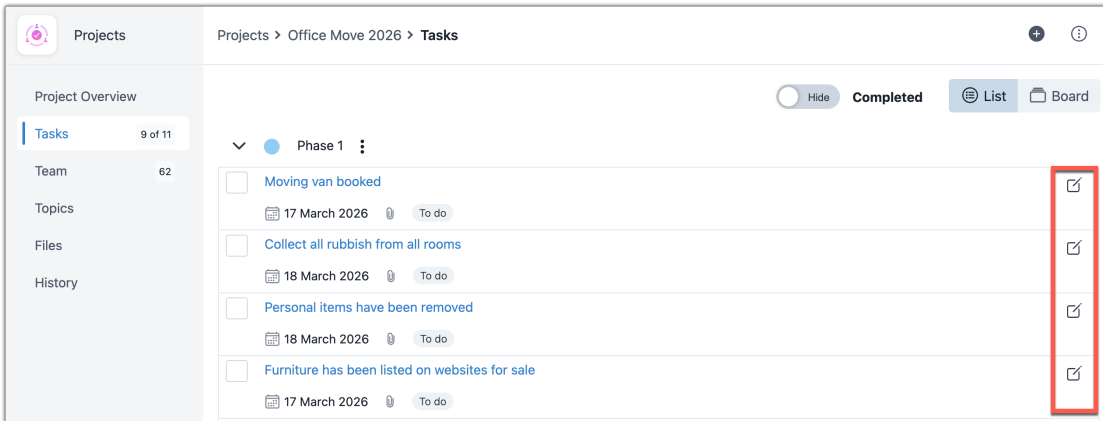 Projects
Projects > Office Move 2026 > Tasks
Project Overview
Hide Completed List Board
Tasks 9 of 11
Phase 1
Team 62
Moving van booked
Topics
17 March 2026 To do
Files
Collect all rubbish from all rooms
History
18 March 2026 To do
Personal items have been removed
18 March 2026 To do
Furniture has been listed on websites for sale
17 March 2026 To do